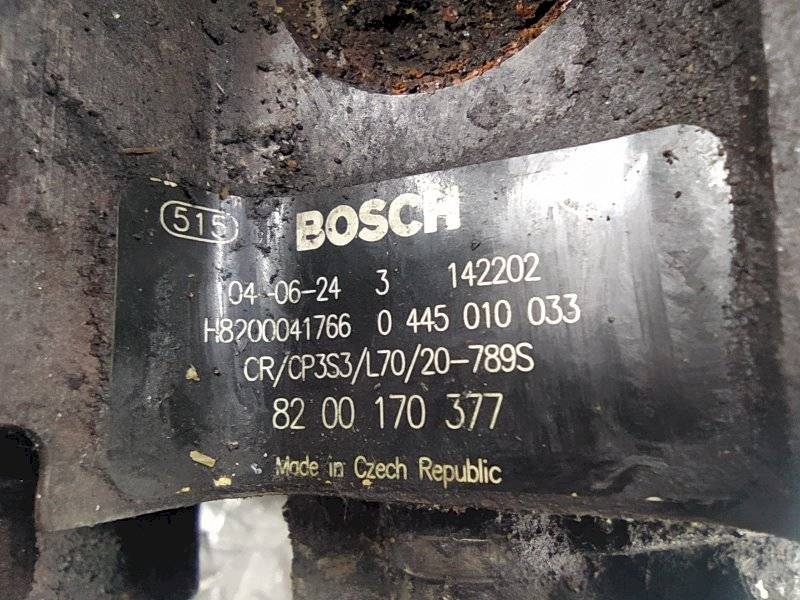 515 BOSCH
04-06-24 3 142202
H8200041766 0 445 010 033
CR/CP3S3/L70/20-789S
82 00 170 377
Made in Czech Republic